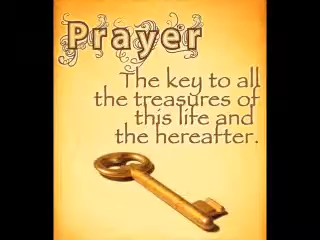 Prayer
The key to all
the treasures of
this life and
the hereafter.